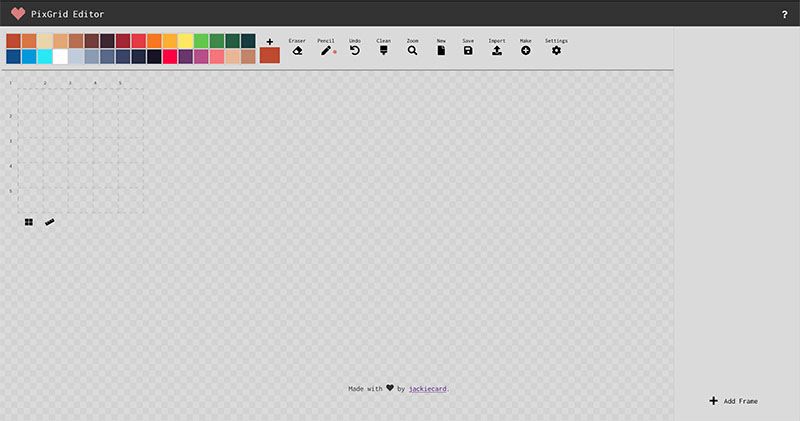 PixGrid Editor
?
Eraser Pencil Undo Clean Zoom New Save Import Make Settings
1 2 3 4 5
2
3
4
5
Made with by jackiecard.
Add Frame